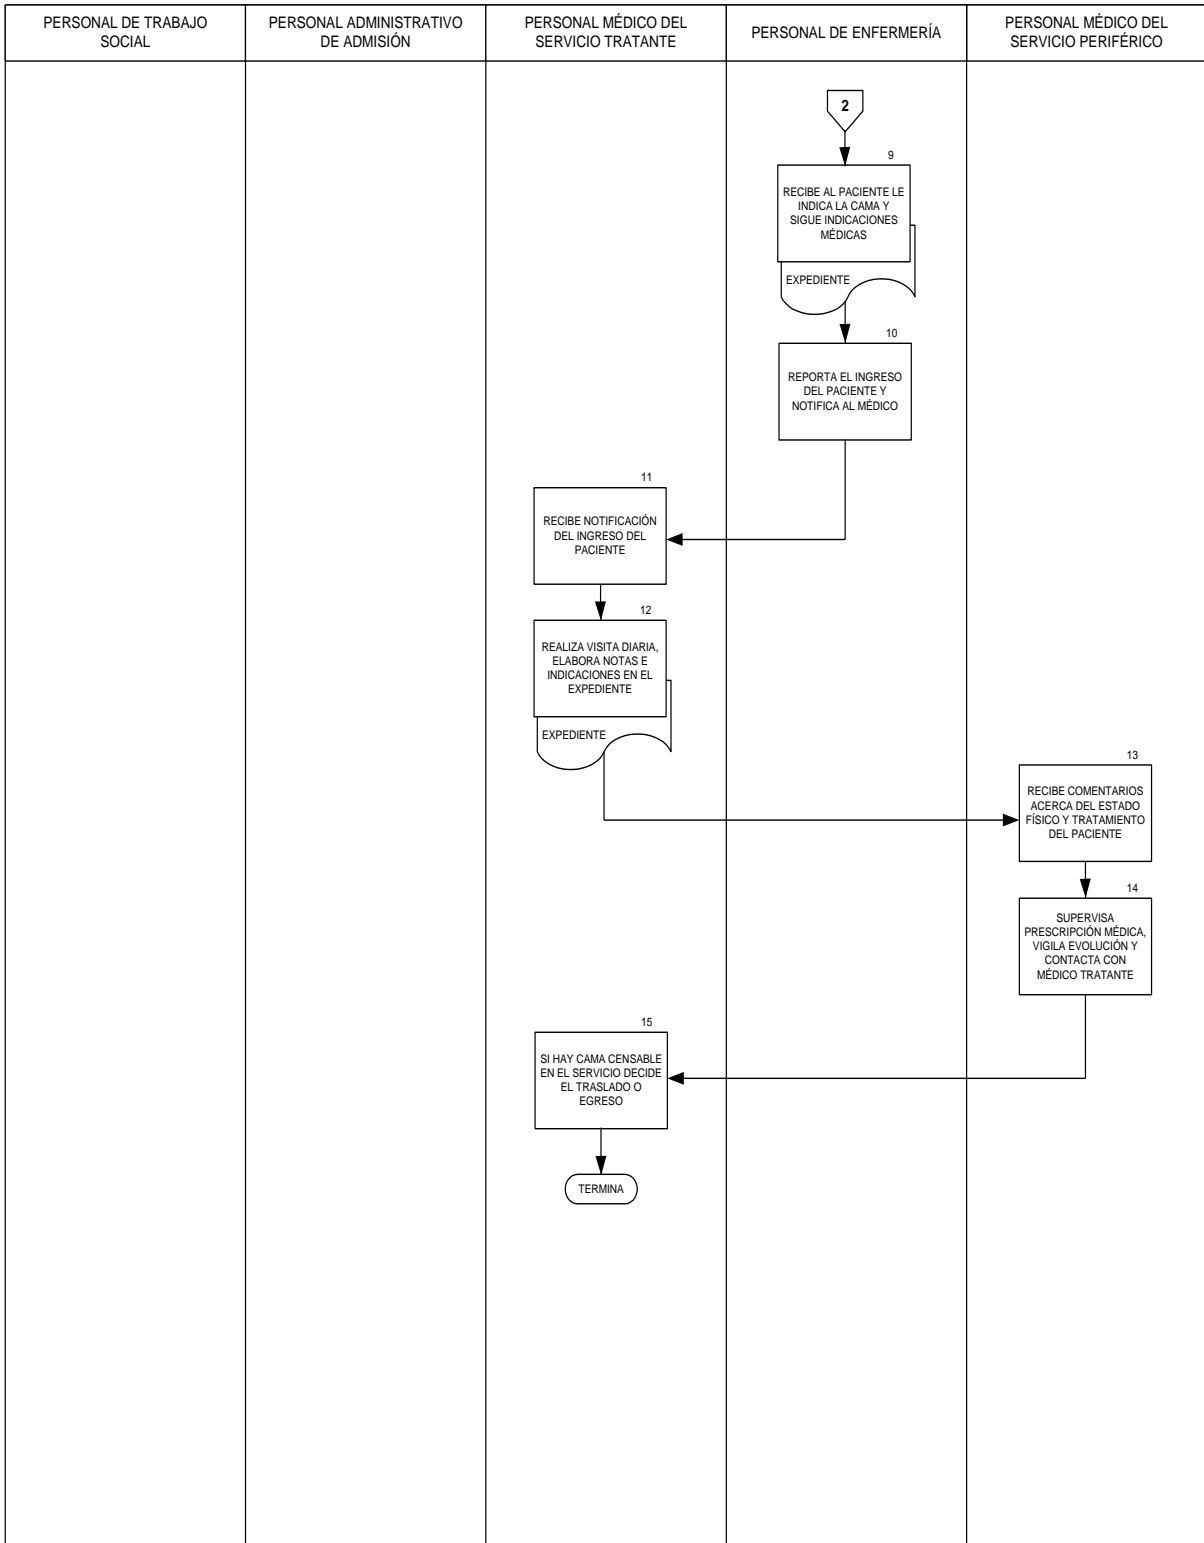 PERSONAL DE TRABAJO
SOCIAL
PERSONAL ADMINISTRATIVO
DE ADMISIÓN
PERSONAL MÉDICO DEL
SERVICIO TRATANTE
PERSONAL DE ENFERMERÍA
PERSONAL MÉDICO DEL
SERVICIO PERIFÉRICO
2
9
RECIBE AL PACIENTE LE
INDICA LA CAMA Y
SIGUE INDICACIONES
MÉDICAS
EXPEDIENTE
10
REPORTA EL INGRESO
DEL PACIENTE Y
NOTIFICA AL MÉDICO
11
RECIBE NOTIFICACIÓN
DEL INGRESO DEL
PACIENTE
12
REALIZA VISITA DIARIA,
ELABORA NOTAS E
INDICACIONES EN EL
EXPEDIENTE
EXPEDIENTE
13
RECIBE COMENTARIOS
ACERCA DEL ESTADO
FÍSICO Y TRATAMIENTO
DEL PACIENTE
14
SUPERVISA
PRESCRIPCIÓN MÉDICA,
VIGILA EVOLUCIÓN Y
CONTACTA CON
MÉDICO TRATANTE
15
SI HAY CAMA CENSABLE
EN EL SERVICIO DECIDE
EL TRASLADO O
EGRESO
TERMINA